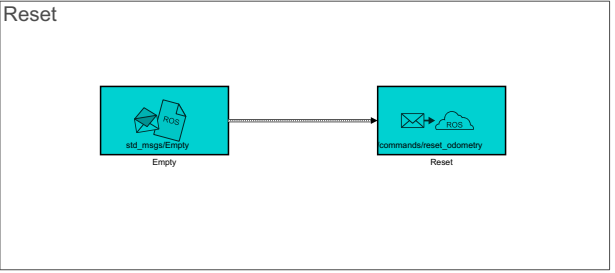 Reset
ROS
ROS
std_msgs/Empty
/commands/reset_odometry
Empty
Reset